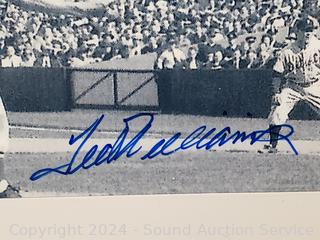 Ted Williams
Copyright 2024 - Sound Auction Service